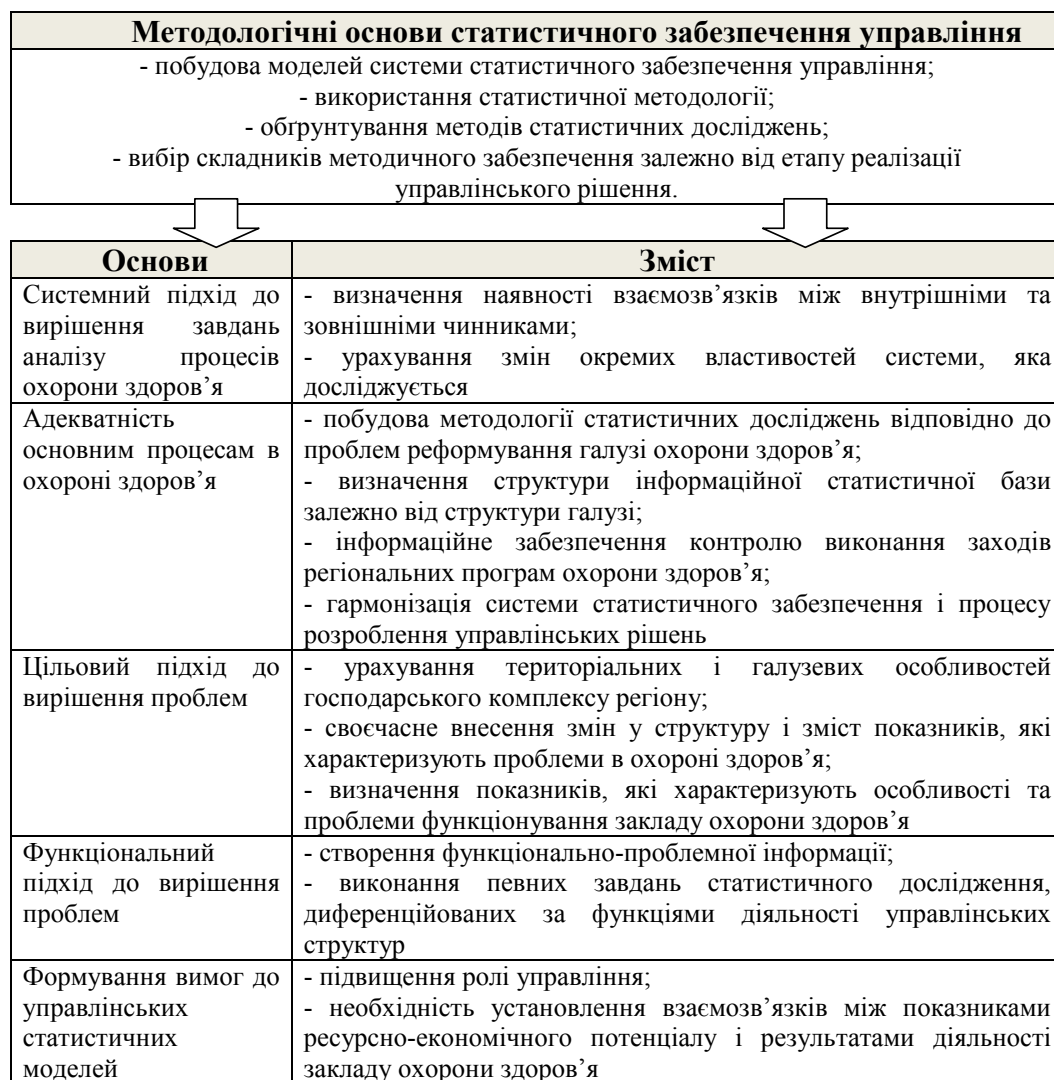 Методологічні основи статистичного забезпечення управління
- побудова моделей системи статистичного забезпечення управління;
- використання статистичної методології;
- обґрунтування методів статистичних досліджень;
- вибір складників методичного забезпечення залежно від етапу реалізації
управлінського рішення.
Основи
Зміст
Системний підхід до
вирішення завдань
аналізу процесів
охорони здоров’я
- визначення наявності взаємозв’язків між внутрішніми та
зовнішніми чинниками;
- урахування змін окремих властивостей системи, яка
досліджується
Адекватність
основним процесам в
охороні здоров’я
- побудова методології статистичних досліджень відповідно до
проблем реформування галузі охорони здоров’я;
- визначення структури інформаційної статистичної бази
залежно від структури галузі;
- інформаційне забезпечення контролю виконання заходів
регіональних програм охорони здоров’я;
- гармонізація системи статистичного забезпечення і процесу
розроблення управлінських рішень
Цільовий підхід до
вирішення проблем
- урахування територіальних і галузевих особливостей
господарського комплексу регіону;
- своєчасне внесення змін у структуру і зміст показників, які
характеризують проблеми в охороні здоров’я;
- визначення показників, які характеризують особливості та
проблеми функціонування закладу охорони здоров’я
Функціональний
підхід до вирішення
проблем
- створення функціонально-проблемної інформації;
- виконання певних завдань статистичного дослідження,
диференційованих за функціями діяльності управлінських
структур
Формування вимог до
управлінських
статистичних
моделей
- підвищення ролі управління;
- необхідність установлення взаємозв’язків між показниками
ресурсно-економічного потенціалу і результатами діяльності
закладу охорони здоров’я